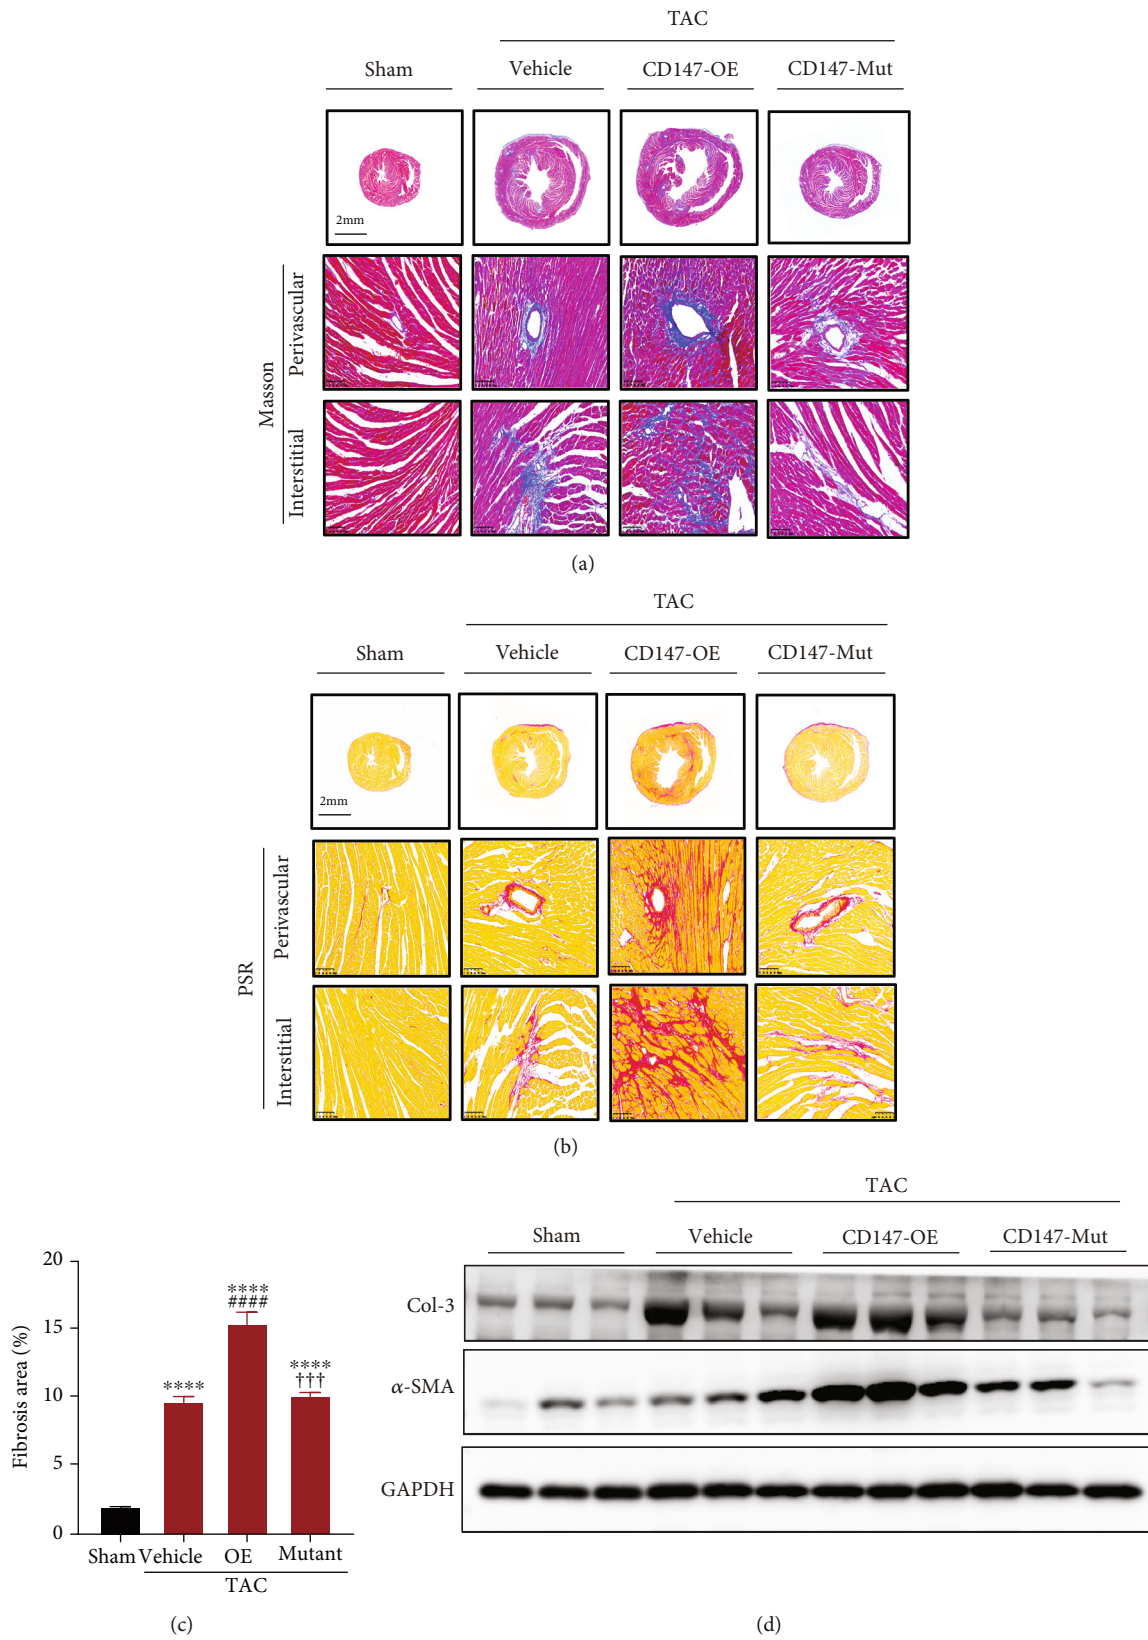 TAC
Sham Vehicle CD147-OE CD147-Mut
2mm
Masson
Perivascular
Interstitial
(a)
TAC
Sham Vehicle CD147-OE CD147-Mut
2mm
PSR
Perivascular
Interstitial
(b)
Fibrosis area (%)
20
15
10
5
0
****
****
####
****
†††
Sham Vehicle OE Mutant
TAC
(c)
TAC
Sham Vehicle CD147-OE CD147-Mut
Col-3
α-SMA
GAPDH
(d)